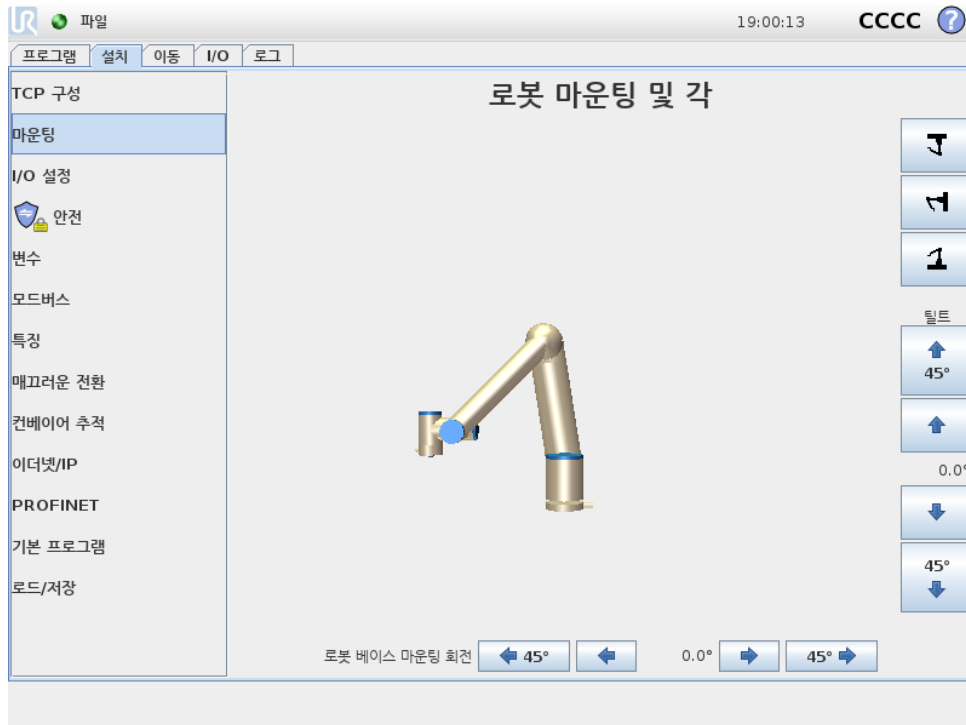 UR 파일 19:00:13 CCCC ?
프로그램 설치 이동 I/O 로그
TCP 구성
마운팅
I/O 설정
안전
변수
모드버스
특징
매끄러운 전환
컨베이어 추적
이더넷/IP
PROFINET
기본 프로그램
로드/저장
로봇 마운팅 및 각
틸트
45°
0.0°
45°
로봇 베이스 마운팅 회전 45° 0.0° 45°